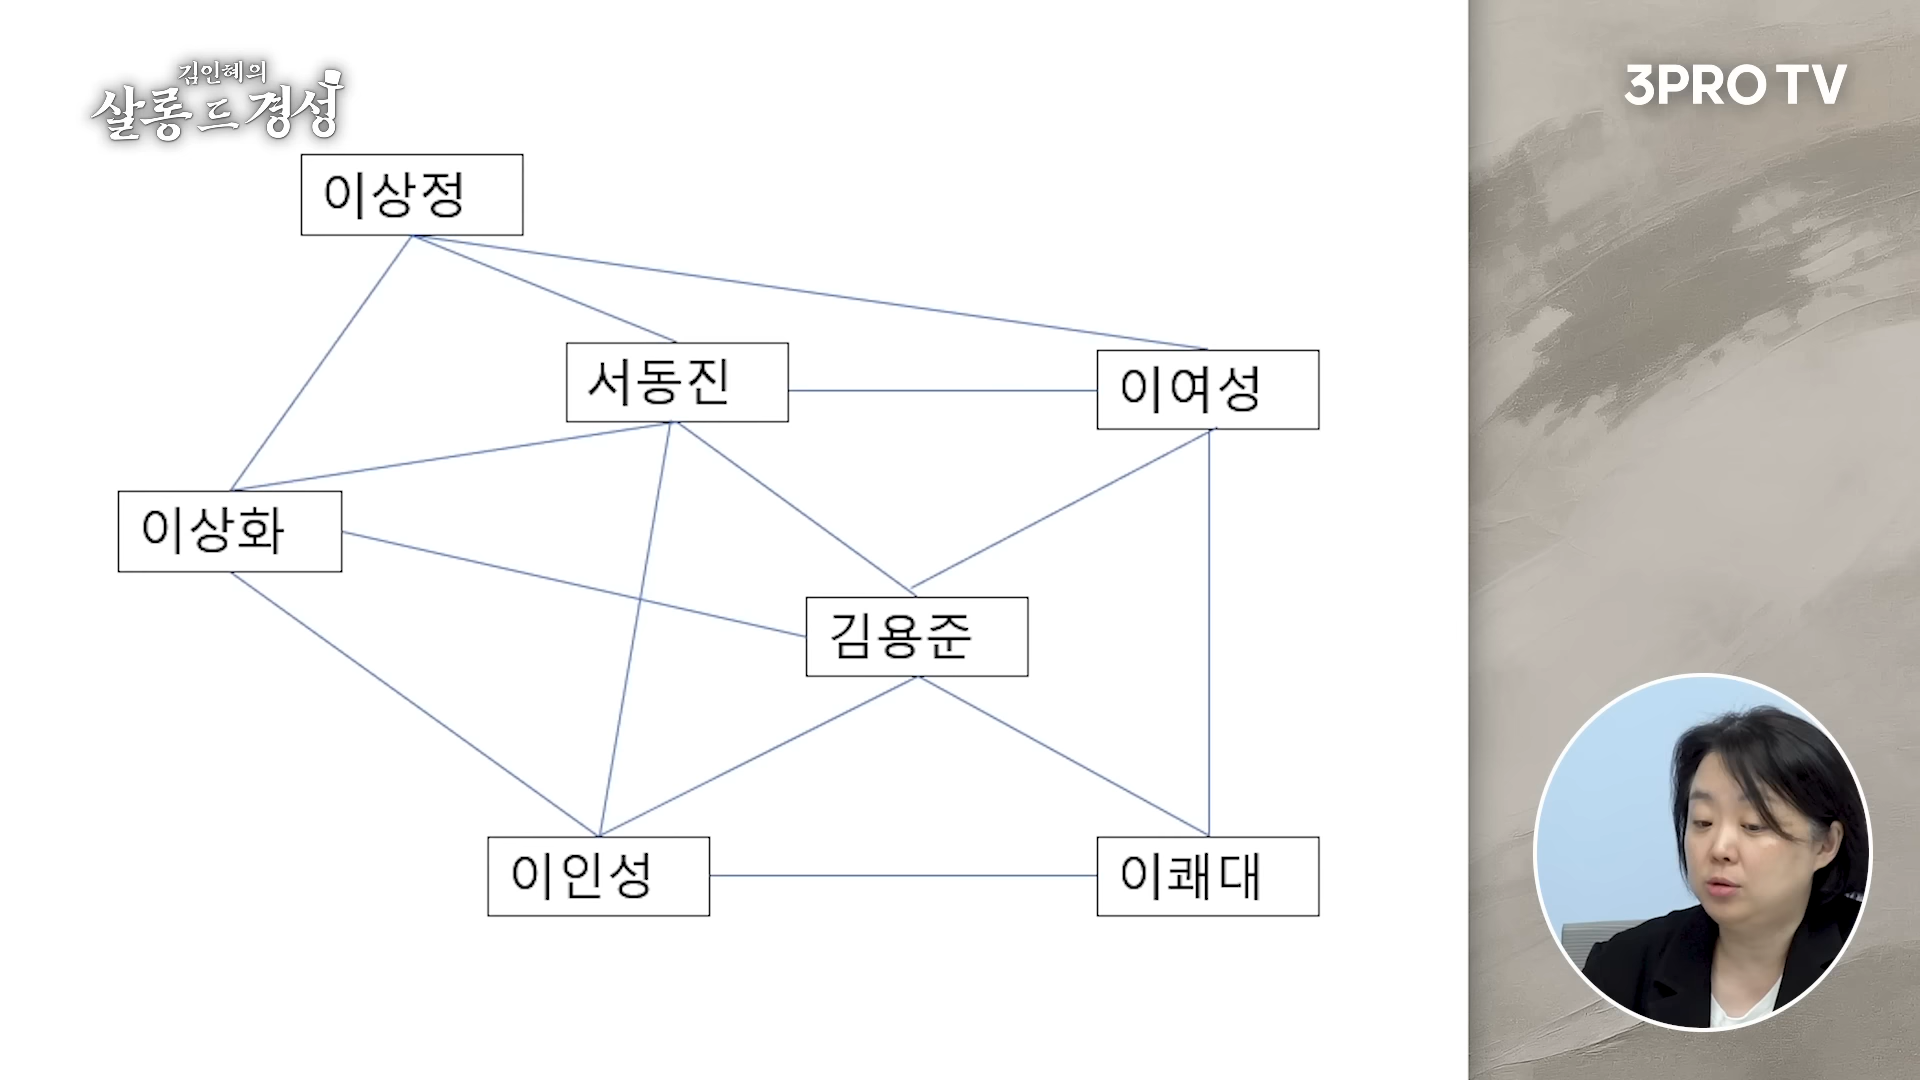 김인혜의
살롱 드 경성
3PRO TV
이상정
서동진
이여성
이상화
김용준
이인성
이쾌대